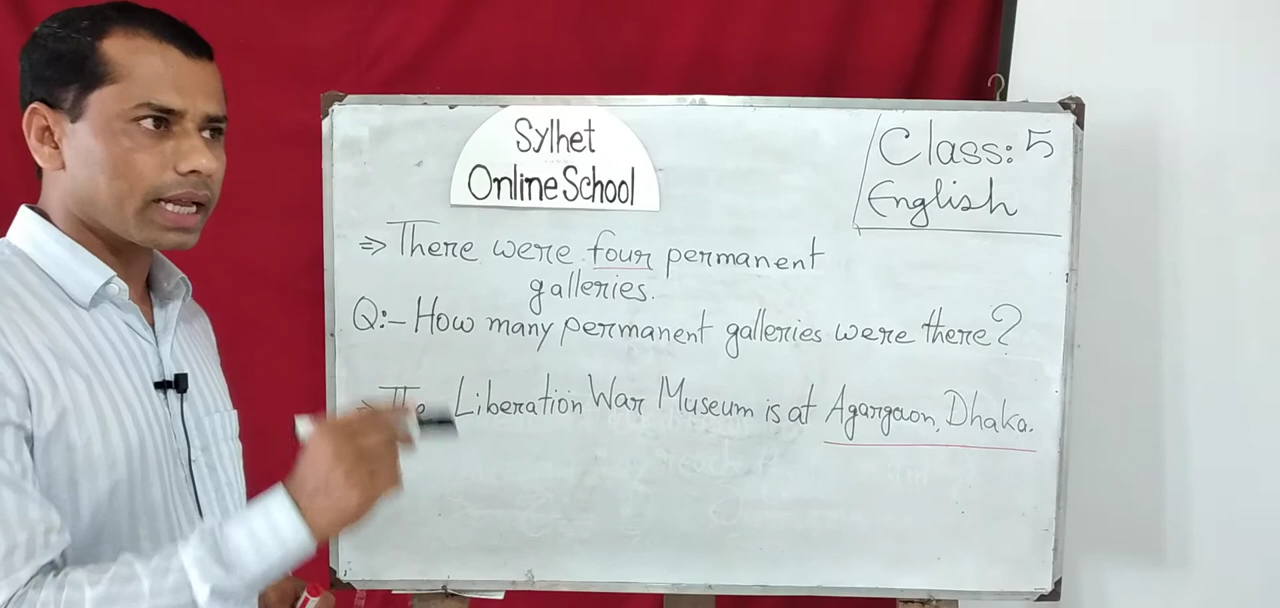 Sylhet
Online School
Class: 5
English
⇒ There were four permanent
galleries.
Q:- How many permanent galleries were there?
The Liberation War Museum is at Agargaon, Dhaka.